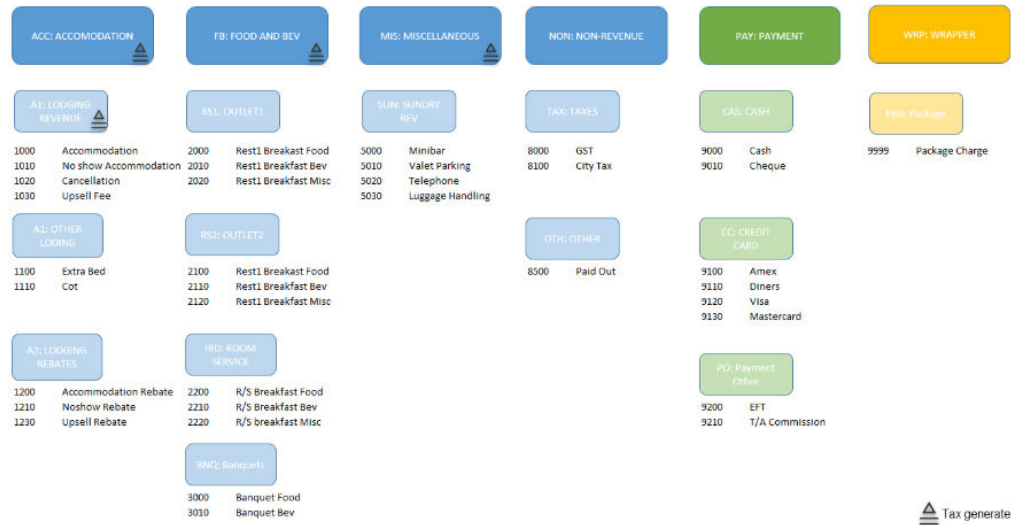 ACC: ACCOMODATION
FB: FOOD AND BEV
MIS: MISCELLANEOUS
NON: NON-REVENUE
PAY: PAYMENT
WRP: WRAPPER
A1: LODGING
REVENUE
RS1: OUTLET1
SUN: SUNDRY
REV
TAX: TAXES
CAS: CASH
PKG: Package
1000 Accommodation
1010 No show Accommodation
1020 Cancellation
1030 Upsell Fee
2000 Rest1 Breakast Food
2010 Rest1 Breakfast Bev
2020 Rest1 Breakfast Misc
5000 Minibar
5010 Valet Parking
5020 Telephone
5030 Luggage Handling
8000 GST
8100 City Tax
9000 Cash
9010 Cheque
9999 Package Charge
A1: OTHER
LODING
RS2: OUTLET2
OTH: OTHER
CC: CREDIT
CARD
1100 Extra Bed
1110 Cot
2100 Rest1 Breakast Food
2110 Rest1 Breakfast Bev
2120 Rest1 Breakfast Misc
8500 Paid Out
9100 Amex
9110 Diners
9120 Visa
9130 Mastercard
A2: LODGING
REBATES
IRD: ROOM
SERVICE
PO: Payment
Other
1200 Accommodation Rebate
1210 Noshow Rebate
1230 Upsell Rebate
2200 R/S Breakfast Food
2210 R/S Breakfast Bev
2220 R/S breakfast Misc
9200 EFT
9210 T/A Commission
BNQ: Banquets
3000 Banquet Food
3010 Banquet Bev
Tax generate